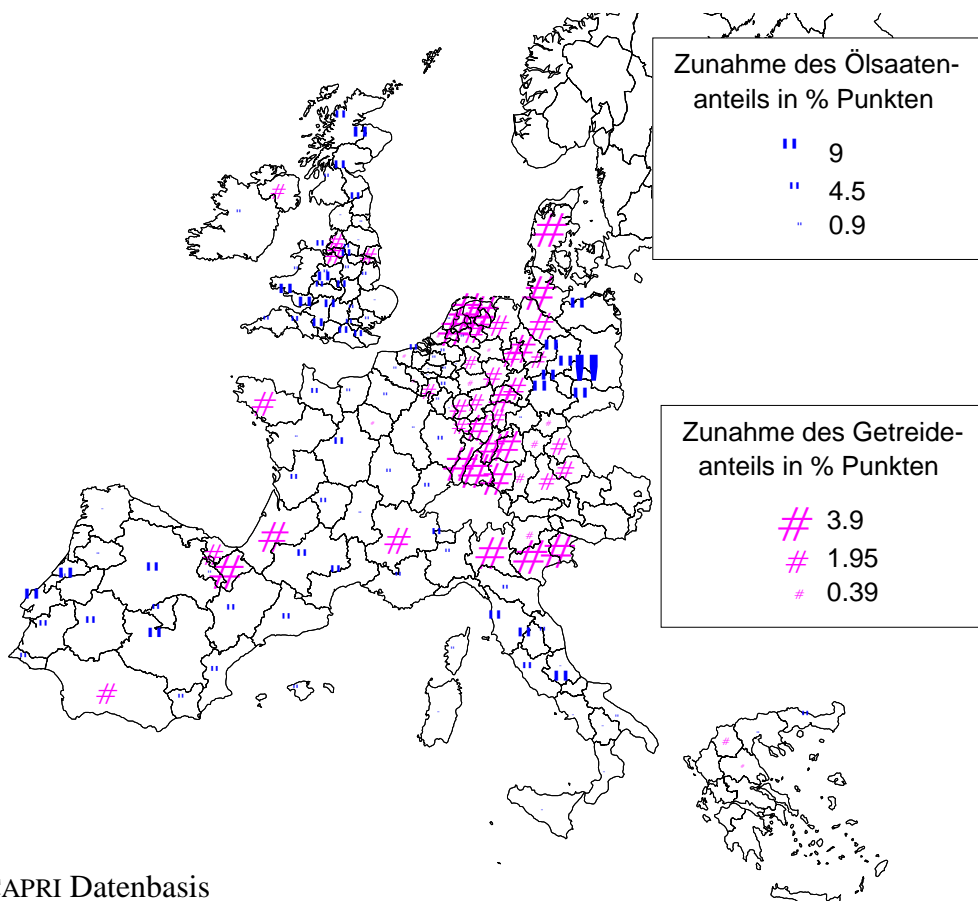 Zunahme des Ölsaaten-
anteils in % Punkten
" 9
" 4.5
" 0.9
Zunahme des Getreide-
anteils in % Punkten
# 3.9
# 1.95
# 0.39
CAPRI Datenbasis